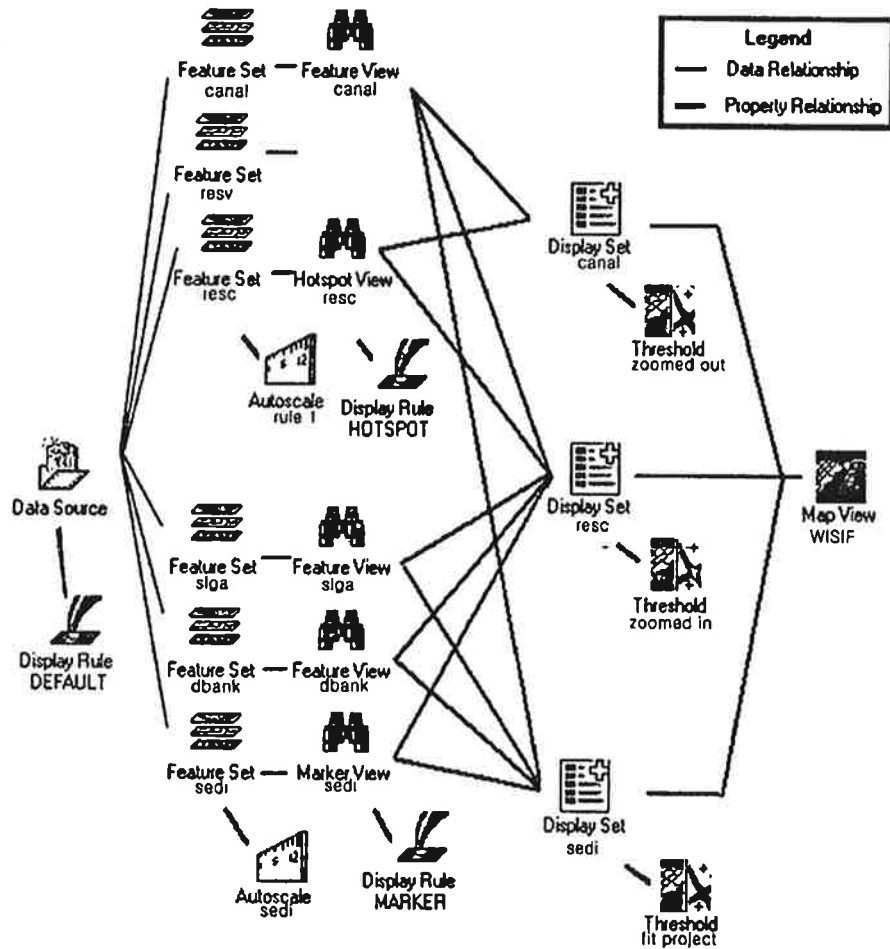 Legend
Data Relationship
Property Relationship
Feature Set
canal
Feature View
canal
Feature Set
resv
Feature Set
resc
Hotspot View
resc
Autoscale
rule 1
Display Rule
HOTSPOT
Display Set
canal
Threshold
zoomed out
Data Source
Display Rule
DEFAULT
Feature Set
slga
Feature View
slga
Feature Set
dbank
Feature View
dbank
Feature Set
sedi
Marker View
sedi
Autoscale
sedi
Display Rule
MARKER
Display Set
resc
Threshold
zoomed in
Map View
WISIF
Display Set
sedi
Threshold
fit project